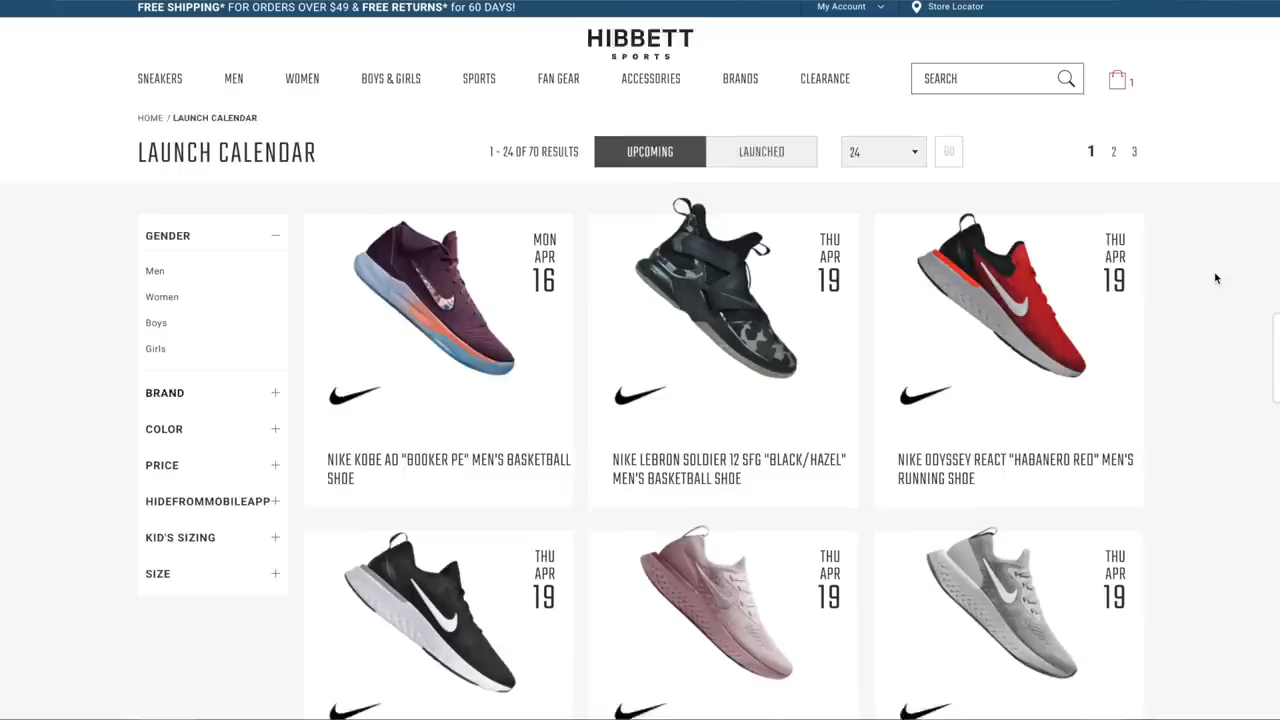 FREE SHIPPING* FOR ORDERS OVER $49 & FREE RETURNS* for 60 DAYS!
My Account
Store Locator
HIBBETT
SPORTS
SNEAKERS MEN WOMEN BOYS & GIRLS SPORTS FAN GEAR ACCESSORIES BRANDS CLEARANCE
SEARCH
1
HOME / LAUNCH CALENDAR
LAUNCH CALENDAR
1 - 24 OF 70 RESULTS
UPCOMING
LAUNCHED
24
GO
1 2 3
GENDER
Men
Women
Boys
Girls
BRAND
COLOR
PRICE
HIDEFROMMOBILEAPP
KID'S SIZING
SIZE
MON
APR
16
NIKE KOBE AD "BOOKER PE" MEN'S BASKETBALL
SHOE
THU
APR
19
NIKE LEBRON SOLDIER 12 SFG "BLACK/HAZEL"
MEN'S BASKETBALL SHOE
THU
APR
19
NIKE ODYSSEY REACT "HABANERO RED" MEN'S
RUNNING SHOE
THU
APR
19
THU
APR
19
THU
APR
19